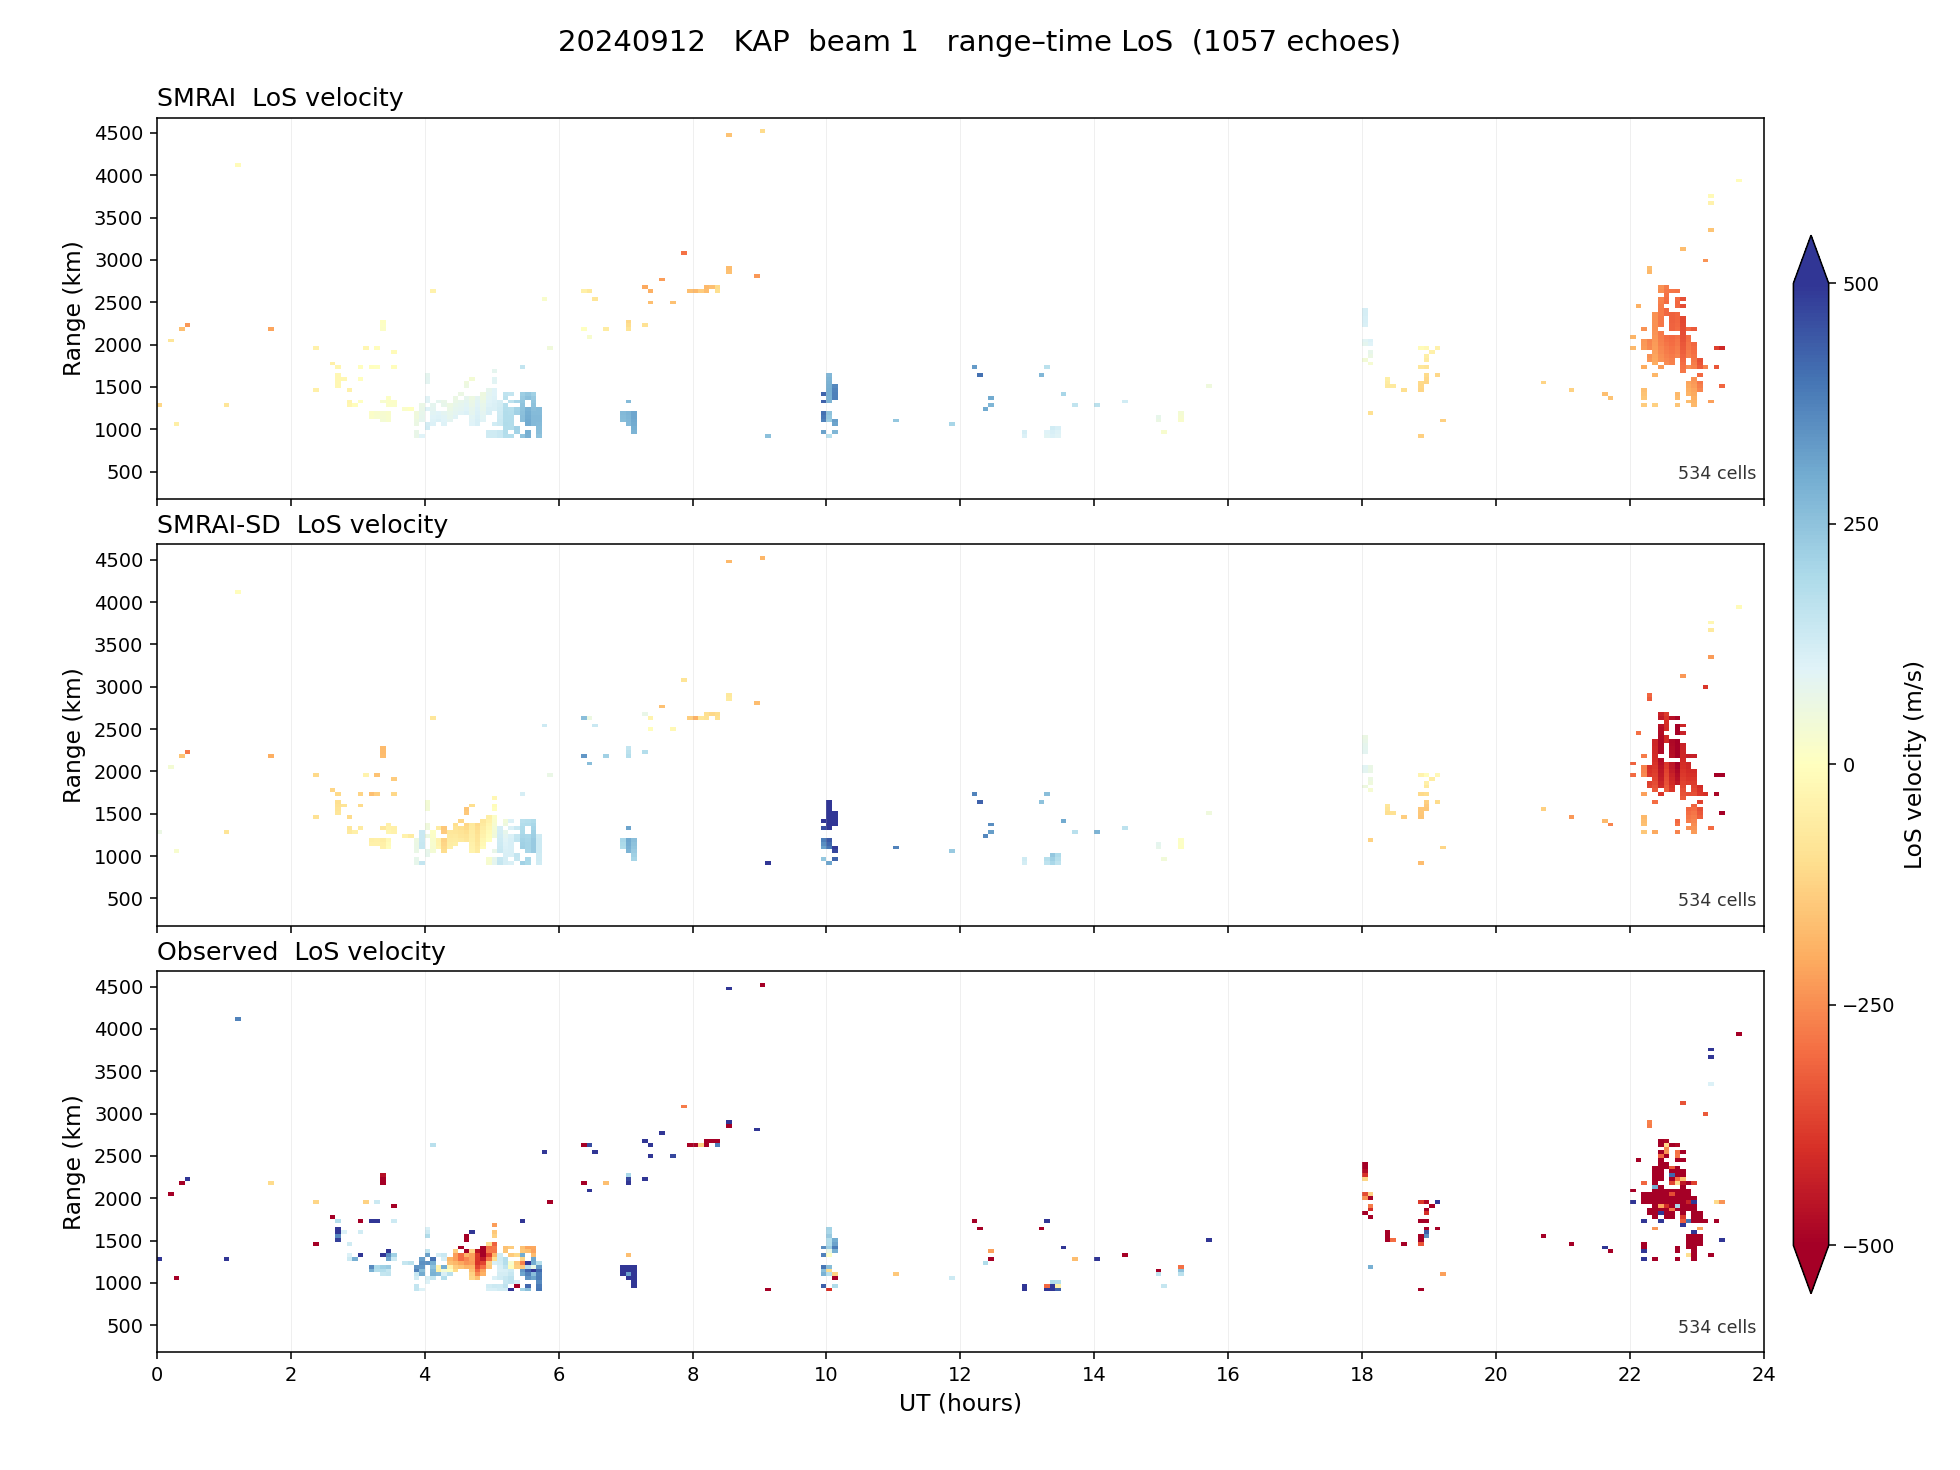 20240912   KAP  beam 1   range–time LoS  (1057 echoes)
SMRAI  LoS velocity
Range (km)
4500
4000
3500
3000
2500
2000
1500
1000
500
534 cells
SMRAI-SD  LoS velocity
Range (km)
4500
4000
3500
3000
2500
2000
1500
1000
500
534 cells
Observed  LoS velocity
Range (km)
4500
4000
3500
3000
2500
2000
1500
1000
500
534 cells
0 2 4 6 8 10 12 14 16 18 20 22 24
UT (hours)
500
250
0
−250
−500
LoS velocity (m/s)